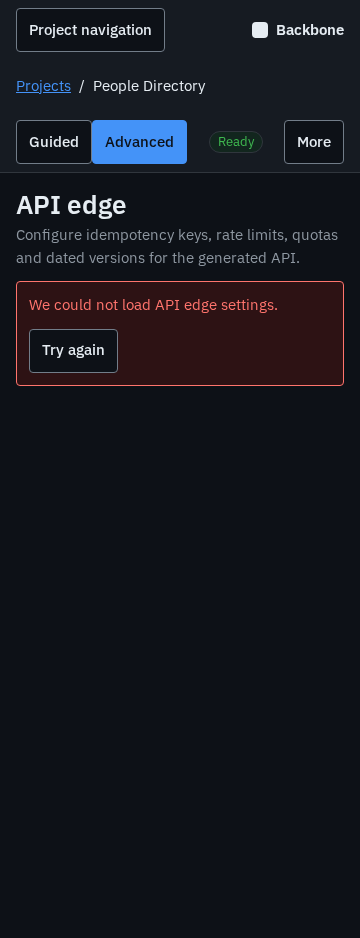 Project navigation
Backbone
Projects / People Directory
Guided Advanced Ready More
API edge
Configure idempotency keys, rate limits, quotas
and dated versions for the generated API.
We could not load API edge settings.
Try again